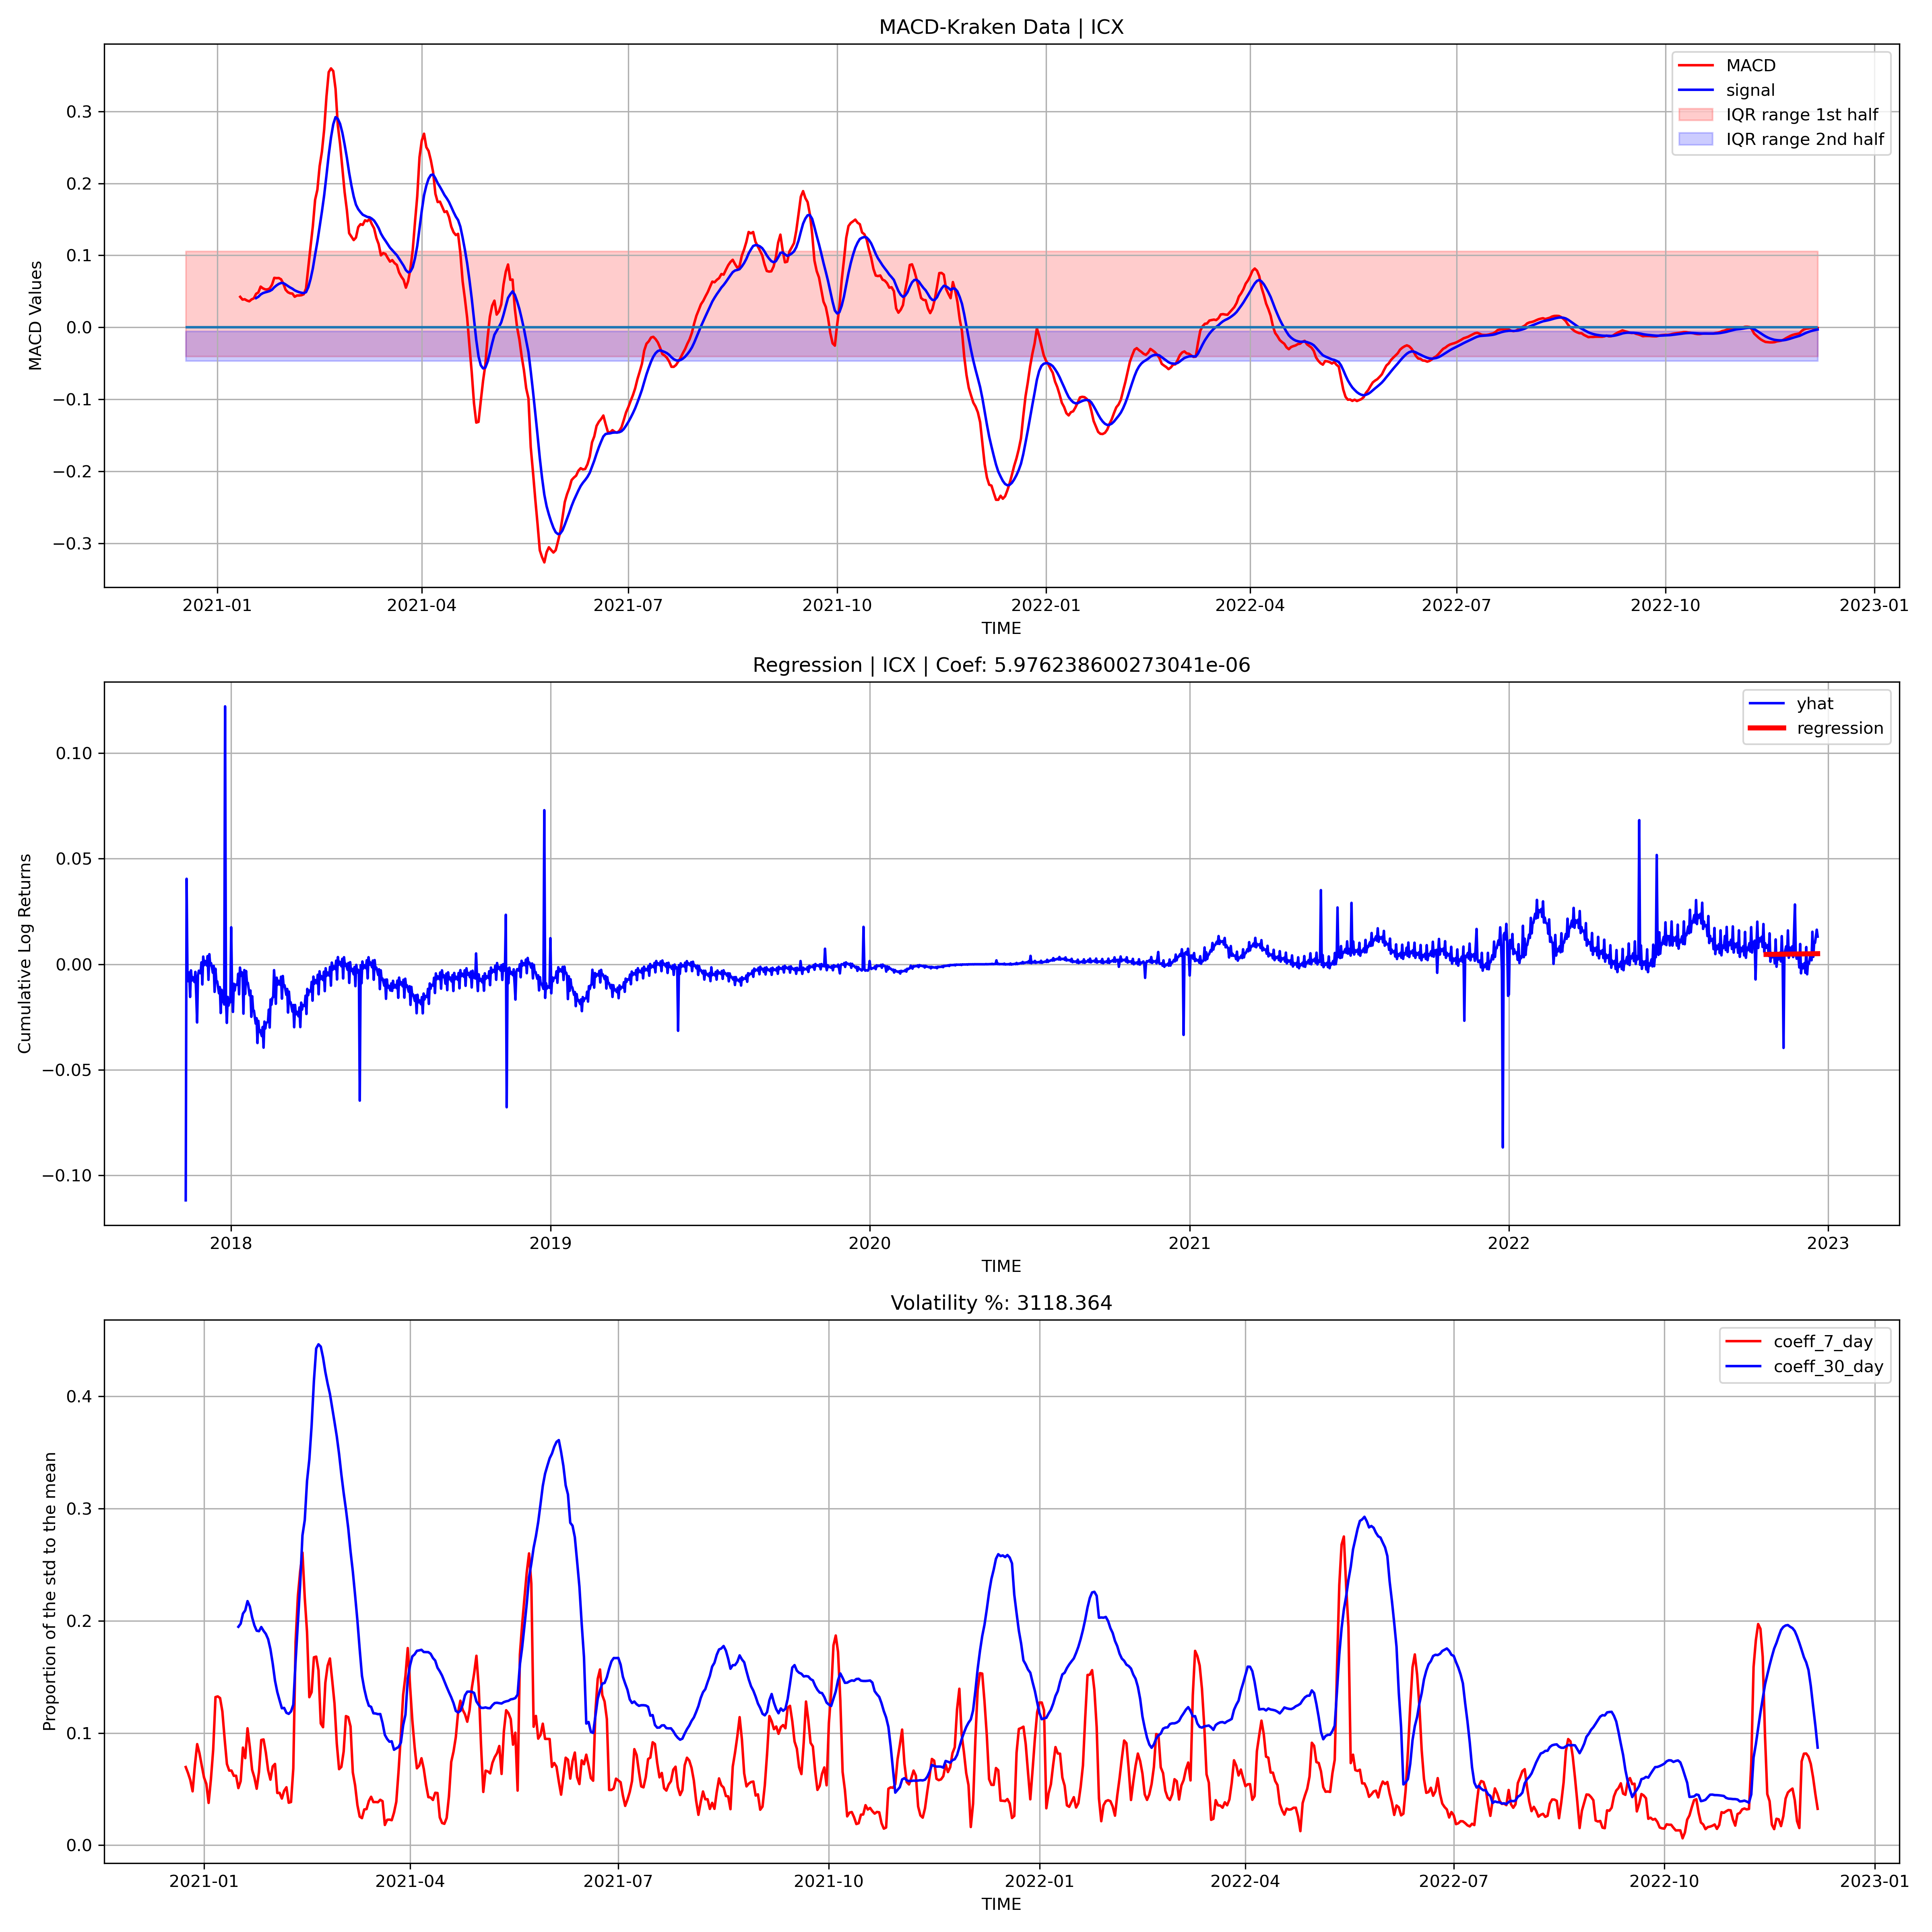 MACD-Kraken Data | ICX
MACD Values
0.3
0.2
0.1
0.0
−0.1
−0.2
−0.3
MACD
signal
IQR range 1st half
IQR range 2nd half
2021-01 2021-04 2021-07 2021-10 2022-01 2022-04 2022-07 2022-10 2023-01
TIME
Regression | ICX | Coef: 5.976238600273041e-06
Cumulative Log Returns
0.10
0.05
0.00
−0.05
−0.10
yhat
regression
2018 2019 2020 2021 2022 2023
TIME
Volatility %: 3118.364
Proportion of the std to the mean
0.4
0.3
0.2
0.1
0.0
coeff_7_day
coeff_30_day
2021-01 2021-04 2021-07 2021-10 2022-01 2022-04 2022-07 2022-10 2023-01
TIME